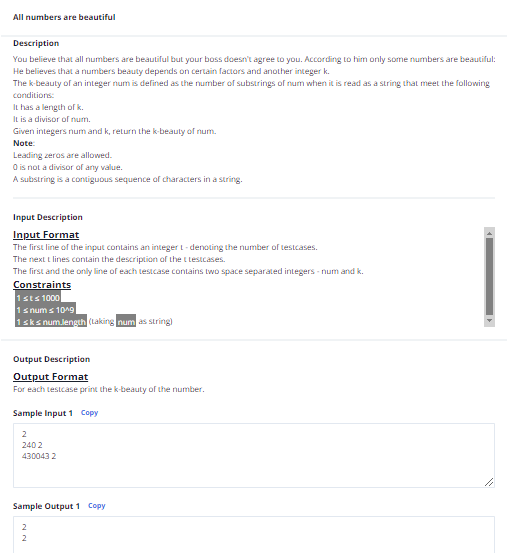 All numbers are beautiful
Description
You believe that all numbers are beautiful but your boss doesn't agree to you. According to him only some numbers are beautiful:
He believes that a numbers beauty depends on certain factors and another integer k.
The k-beauty of an integer num is defined as the number of substrings of num when it is read as a string that meet the following
conditions:
It has a length of k.
It is a divisor of num.
Given integers num and k, return the k-beauty of num.
Note:
Leading zeros are allowed.
0 is not a divisor of any value.
A substring is a contiguous sequence of characters in a string.
Input Description
Input Format
The first line of the input contains an integer t - denoting the number of testcases.
The next t lines contain the description of the t testcases.
The first and the only line of each testcase contains two space separated integers - num and k.
Constraints
1 ≤ t ≤ 1000
1 ≤ num ≤ 10^9
1 ≤ k ≤ num.length (taking num as string)
Output Description
Output Format
For each testcase print the k-beauty of the number.
Sample Input 1 Copy
2
240 2
430043 2
Sample Output 1 Copy
2
2